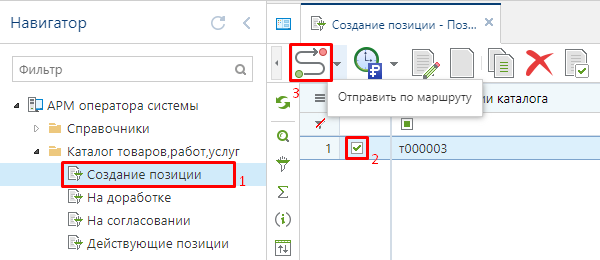 Навигатор
Фильтр
АРМ оператора системы
Справочники
Каталог товаров,работ,услуг
Создание позиции
1
На доработке
На согласовании
Действующие позиции
Создание позиции - Поз...
3
Отправить по маршруту
ии каталога
1
2
т000003